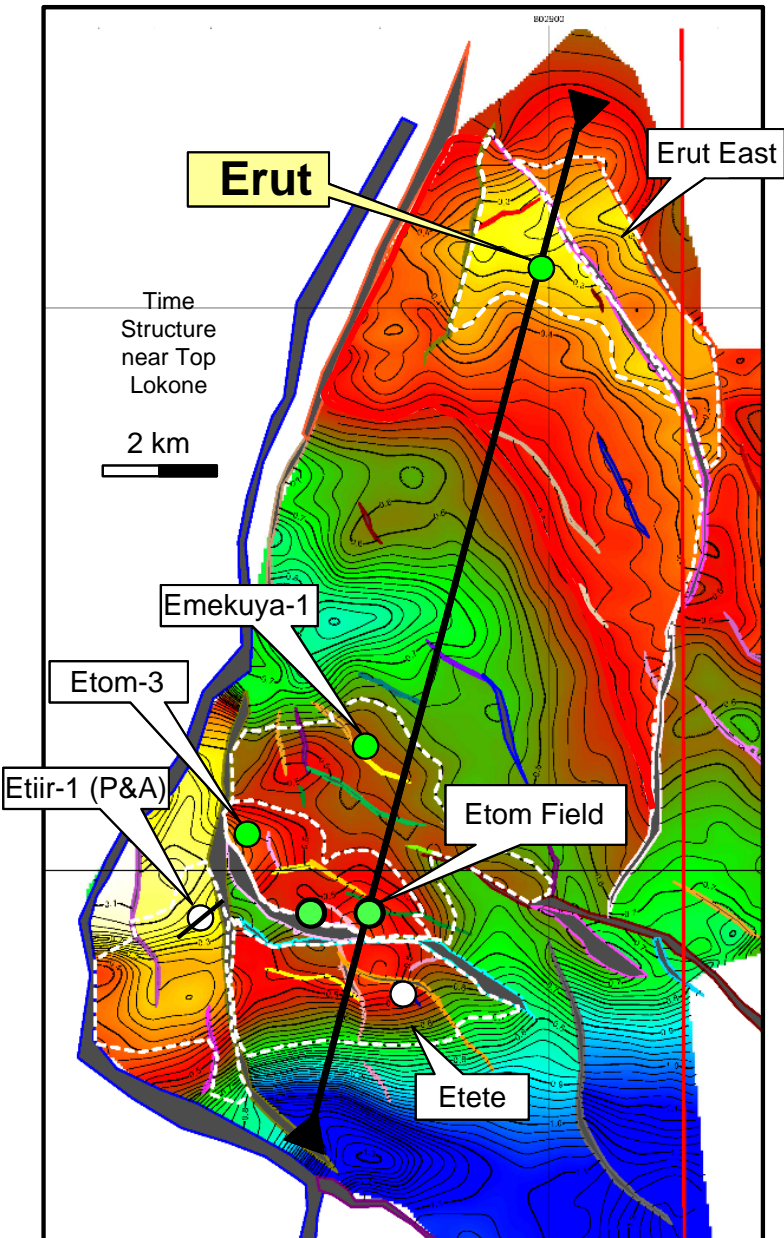 802900
Erut East
Erut
Time
Structure
near Top
Lokone
2 km
Emekuya-1
Etom-3
Etiir-1 (P&A)
Etom Field
Etete